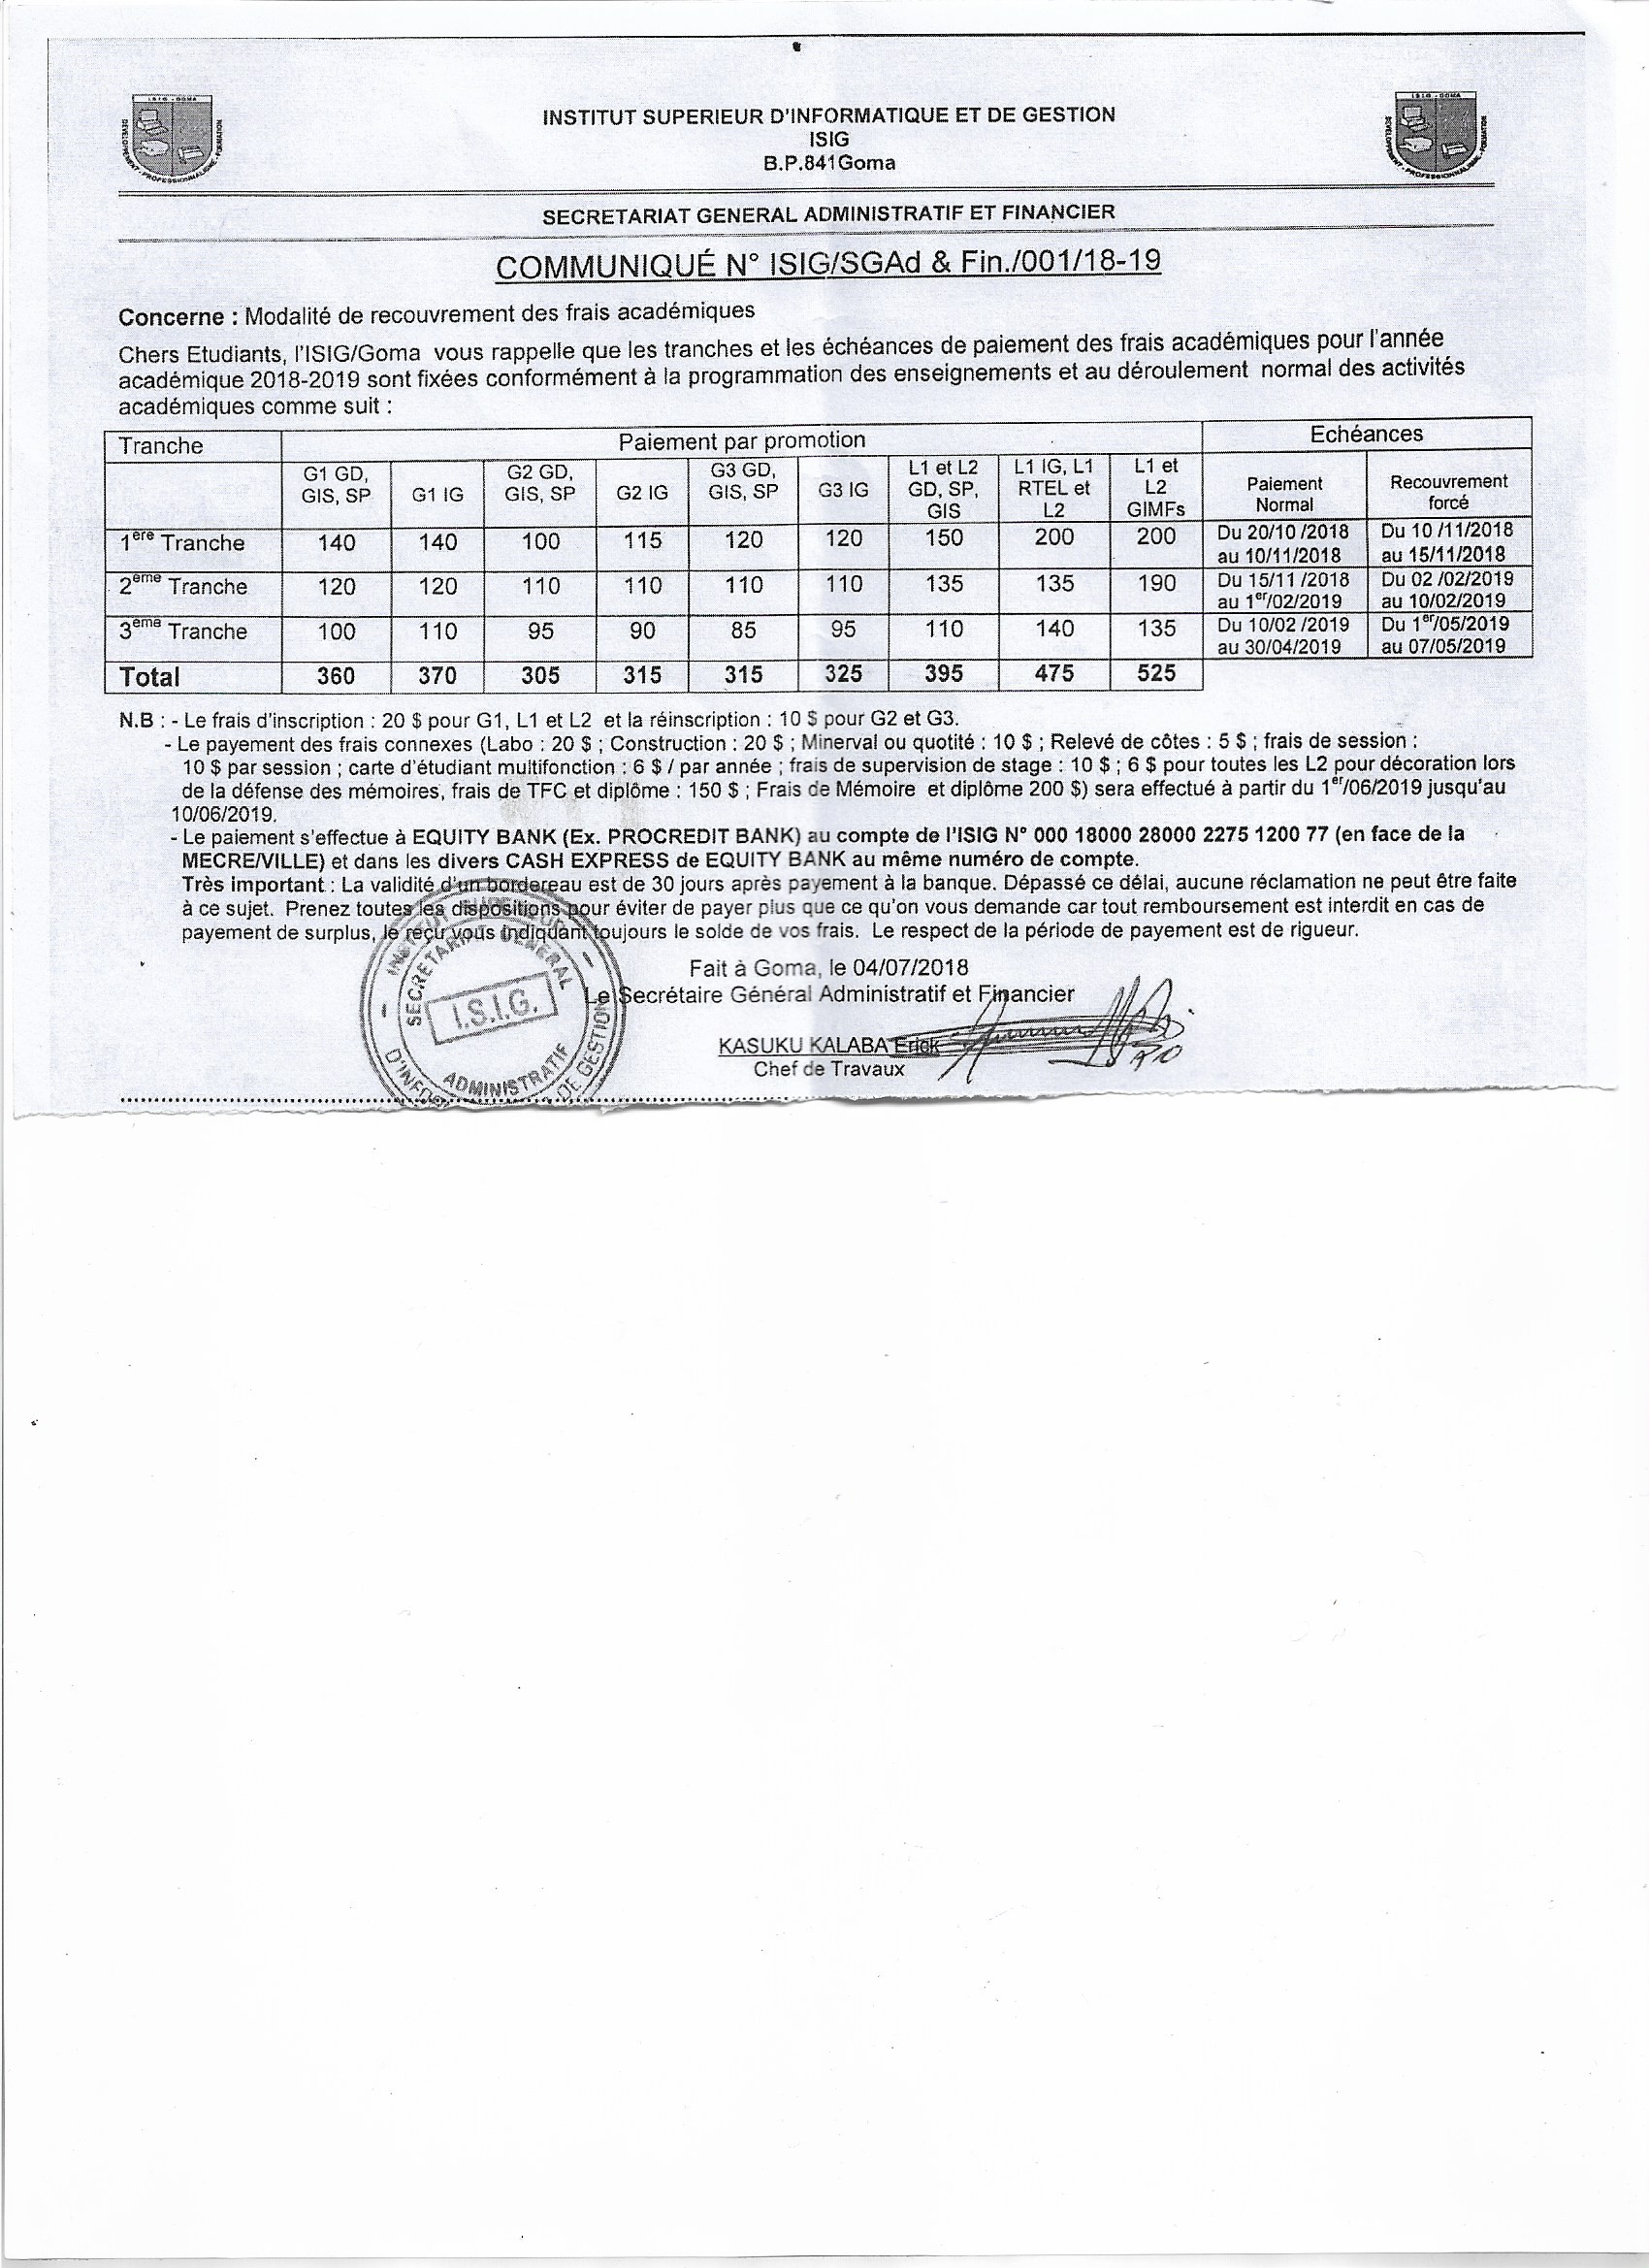 ISIG - GOMA
DEVELOPPEMENT - PROFESSIONNALISME - FORMATION
ISIG - GOMA
DEVELOPPEMENT - PROFESSIONNALISME - FORMATION
INSTITUT SUPERIEUR D'INFORMATIQUE ET DE GESTION
ISIG
B.P.841Goma
SECRETARIAT GENERAL ADMINISTRATIF ET FINANCIER
COMMUNIQUÉ N° ISIG/SGAd & Fin./001/18-19
Concerne : Modalité de recouvrement des frais académiques
Chers Etudiants, l'ISIG/Goma vous rappelle que les tranches et les échéances de paiement des frais académiques pour l'année
académique 2018-2019 sont fixées conformément à la programmation des enseignements et au déroulement normal des activités
académiques comme suit :
Tranche Paiement par promotion Echéances
G1 GD, GIS, SP G1 IG G2 GD, GIS, SP G2 IG G3 GD, GIS, SP G3 IG L1 et L2 GD, SP, GIS L1 IG, L1 RTEL et L2 L1 et L2 GIMFs Paiement Normal Recouvrement forcé
1ère Tranche 140 140 100 115 120 120 150 200 200 Du 20/10 /2018 au 10/11/2018 Du 10 /11/2018 au 15/11/2018
2ème Tranche 120 120 110 110 110 110 135 135 190 Du 15/11 /2018 au 1er/02/2019 Du 02 /02/2019 au 10/02/2019
3ème Tranche 100 110 95 90 85 95 110 140 135 Du 10/02 /2019 au 30/04/2019 Du 1er/05/2019 au 07/05/2019
Total 360 370 305 315 315 325 395 475 525
N.B : - Le frais d'inscription : 20 $ pour G1, L1 et L2 et la réinscription : 10 $ pour G2 et G3.
- Le payement des frais connexes (Labo : 20 $ ; Construction : 20 $ ; Minerval ou quotité : 10 $ ; Relevé de côtes : 5 $ ; frais de session :
10 $ par session ; carte d'étudiant multifonction : 6 $ / par année ; frais de supervision de stage : 10 $ ; 6 $ pour toutes les L2 pour décoration lors
de la défense des mémoires, frais de TFC et diplôme : 150 $ ; Frais de Mémoire et diplôme 200 $) sera effectué à partir du 1er/06/2019 jusqu'au
10/06/2019.
- Le paiement s'effectue à EQUITY BANK (Ex. PROCREDIT BANK) au compte de l'ISIG N° 000 18000 28000 2275 1200 77 (en face de la
MECRE/VILLE) et dans les divers CASH EXPRESS de EQUITY BANK au même numéro de compte.
Très important : La validité d'un bordereau est de 30 jours après payement à la banque. Dépassé ce délai, aucune réclamation ne peut être faite
à ce sujet. Prenez toutes les dispositions pour éviter de payer plus que ce qu'on vous demande car tout remboursement est interdit en cas de
payement de surplus, le reçu vous indiquant toujours le solde de vos frais. Le respect de la période de payement est de rigueur.
Fait à Goma, le 04/07/2018
Le Secrétaire Général Administratif et Financier
KASUKU KALABA Erick
Chef de Travaux
SECRETARIAT GENERAL
I.S.I.G.
ADMINISTRATIF
DE GESTION